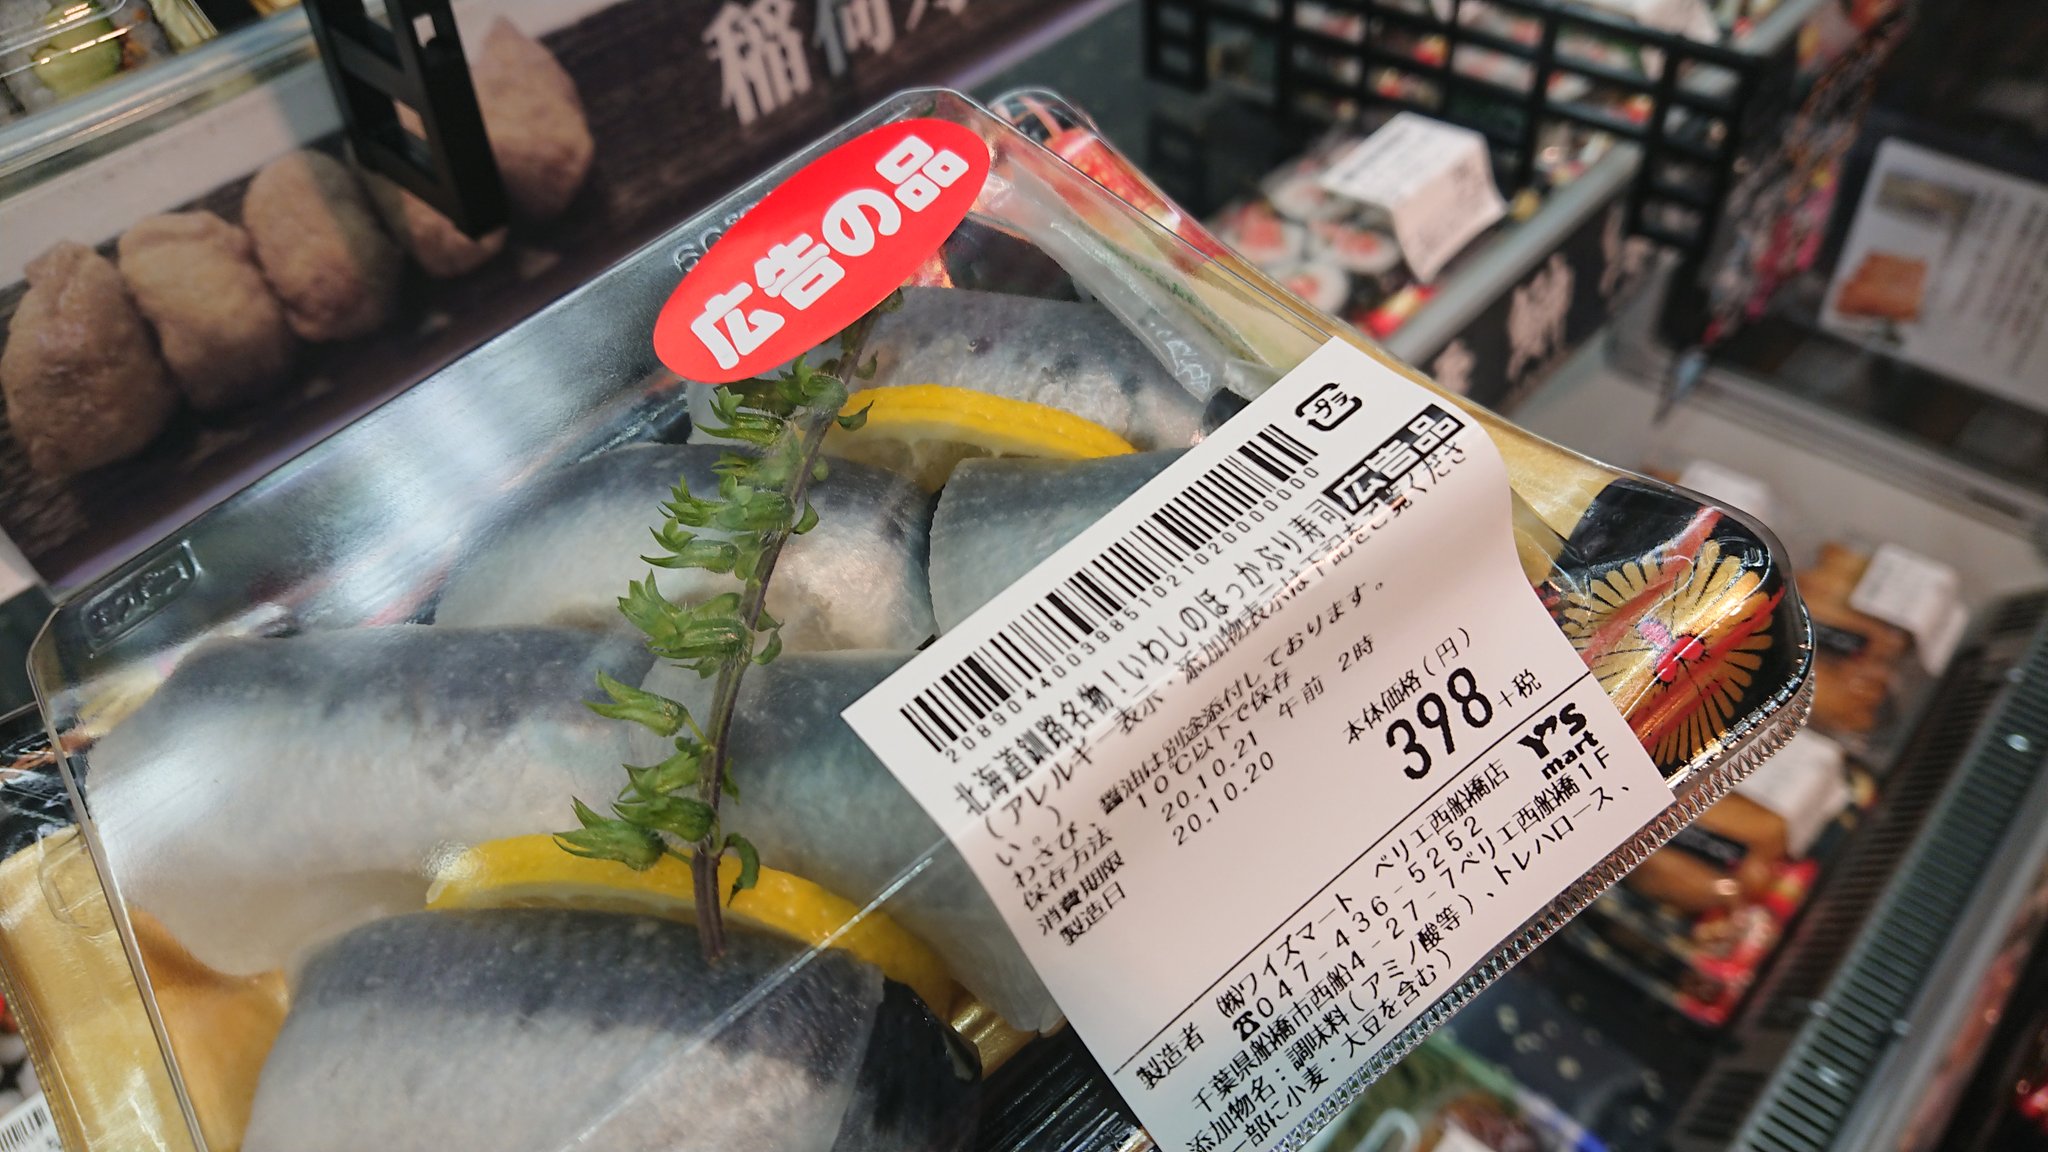 稲荷
広告の品
プラ
2089044003985102102000000
北海道釧路名物！いわしのほっかぶり寿司 広告品
（アレルギー表示・添加物表示は下記をご覧くださ
い。）
わさび、醤油は別途添付しております。
保存方法 10℃以下で保存
消費期限 20.10.21 午前 2時
製造日 20.10.20
本体価格(円)
398+税
Y's mart
製造者 ㈱ワイズマート ペリエ西船橋店
☎047-436-5252
千葉県船橋市西船4-27-7ペリエ西船橋1F
添加物名：調味料(アミノ酸等)、トレハロース、
一部に小麦・大豆を含む)